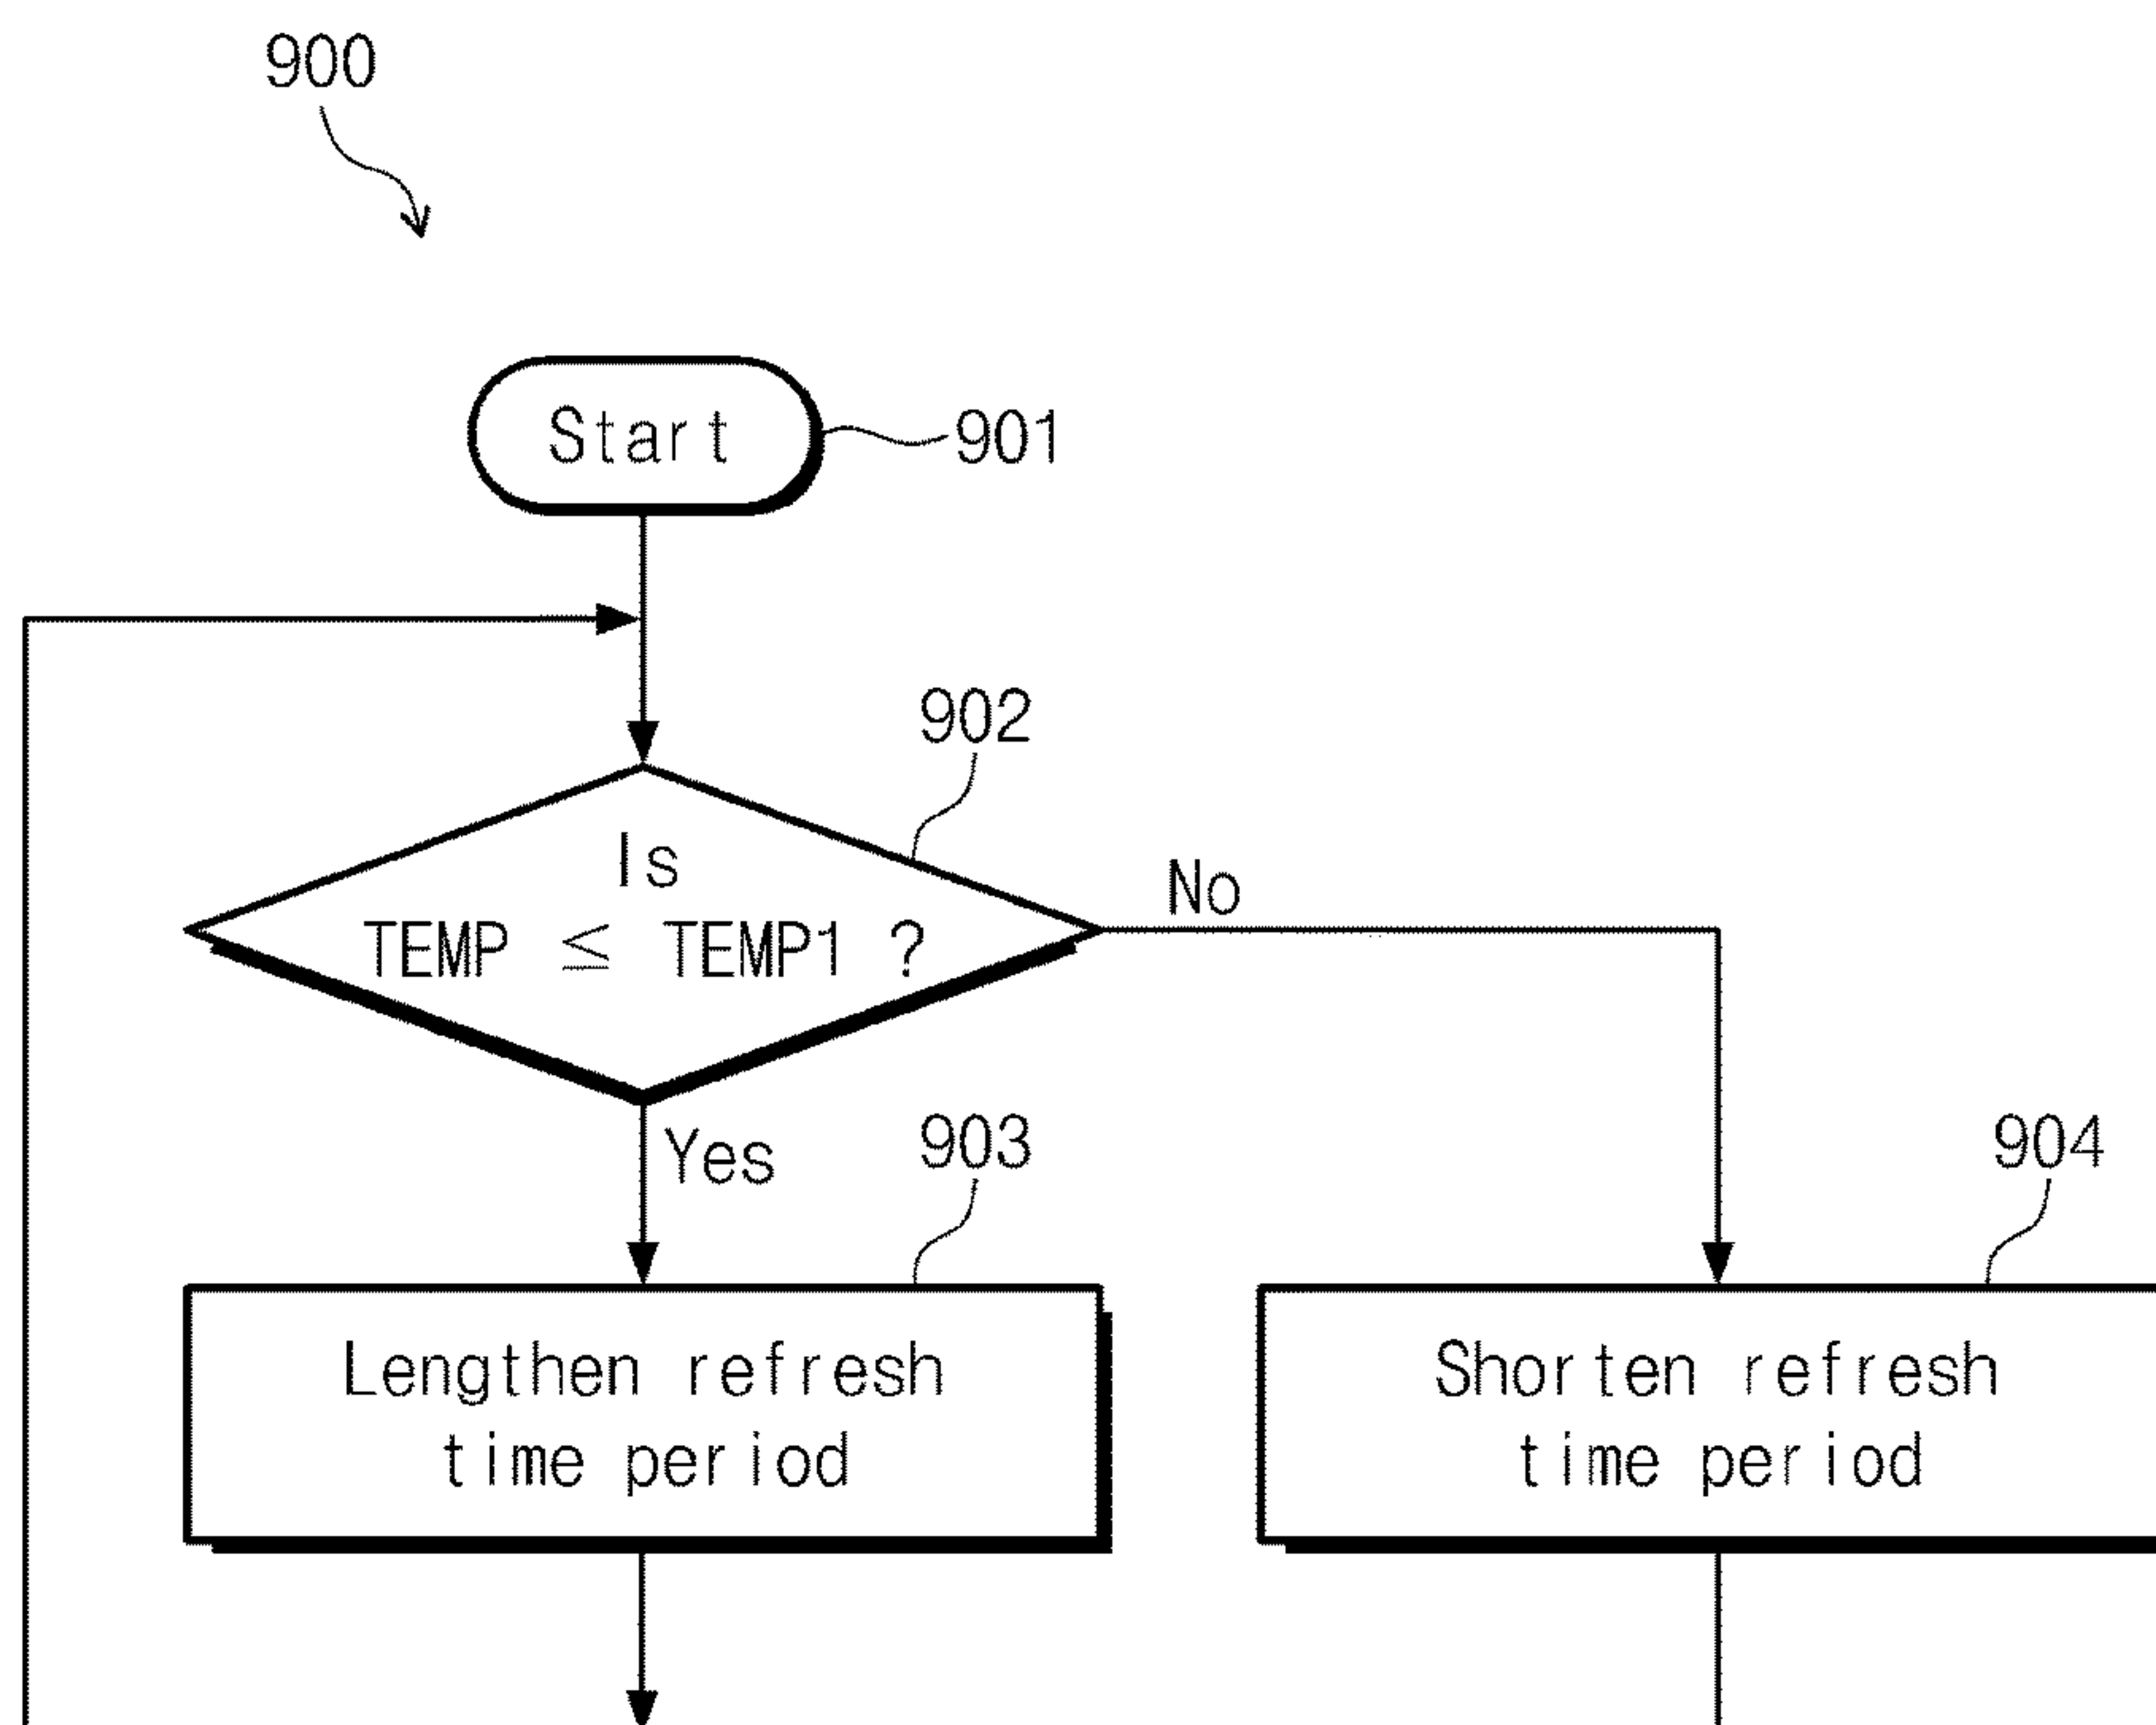 900
Start
901
902
Is
TEMP ≤ TEMP1 ?
No
Yes
903
904
Lengthen refresh
time period
Shorten refresh
time period